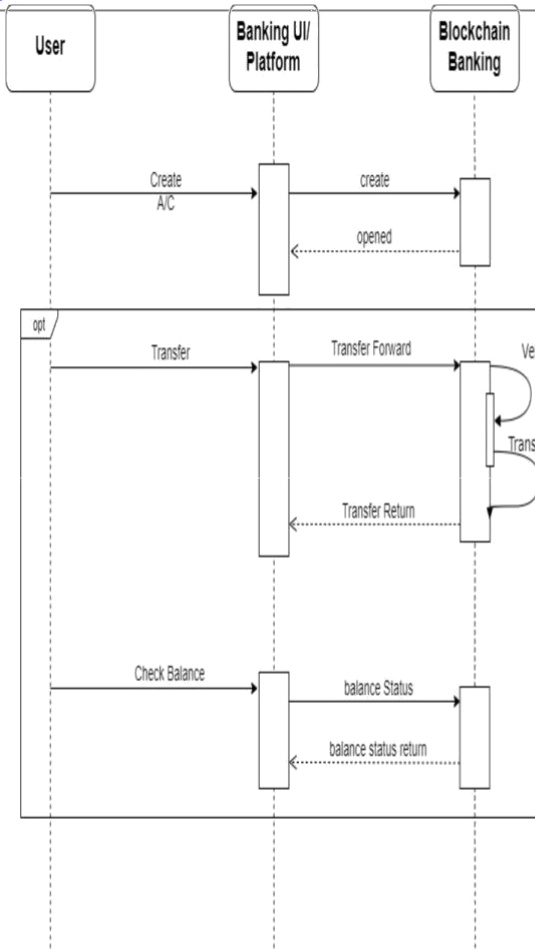 User
Banking UI/
Platform
Blockchain
Banking
Create
A/C
create
opened
opt
Transfer
Transfer Forward
Transfer Return
Check Balance
balance Status
balance status return